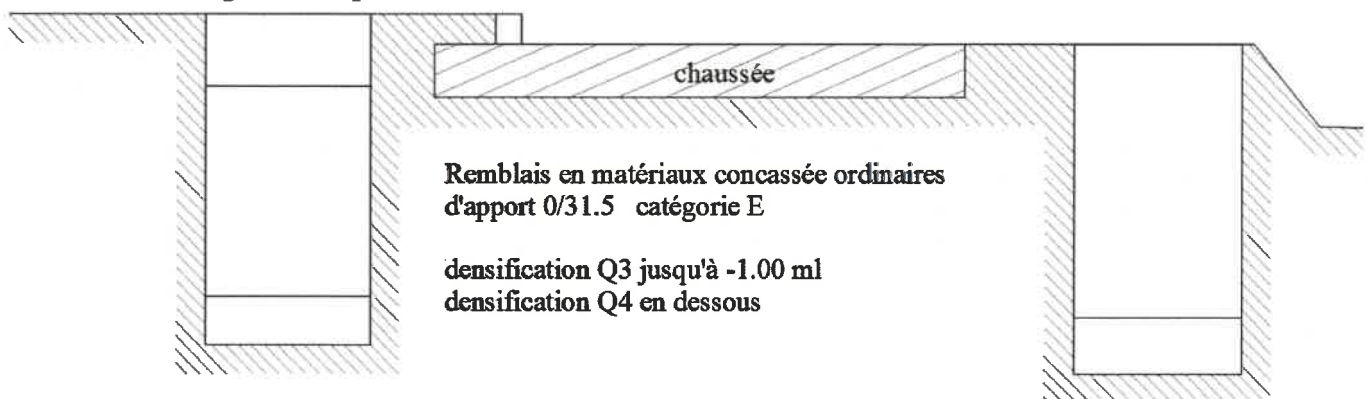 chaussée
Remblais en matériaux concassée ordinaires
d'apport 0/31.5 catégorie E
densification Q3 jusqu'à -1.00 ml
densification Q4 en dessous